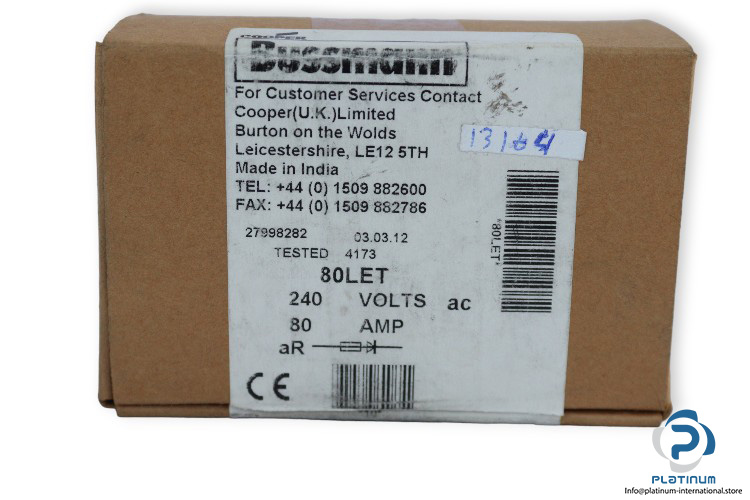 COOPER
Bussmann
For Customer Services Contact
Cooper(U.K.)Limited
Burton on the Wolds
Leicestershire, LE12 5TH
Made in India
TEL: +44 (0) 1509 882600
FAX: +44 (0) 1509 882786
27998282 03.03.12
TESTED 4173
80LET
240 VOLTS ac
80 AMP
aR
CE
*80LET*
PLATINUM
Info@platinum-international.store